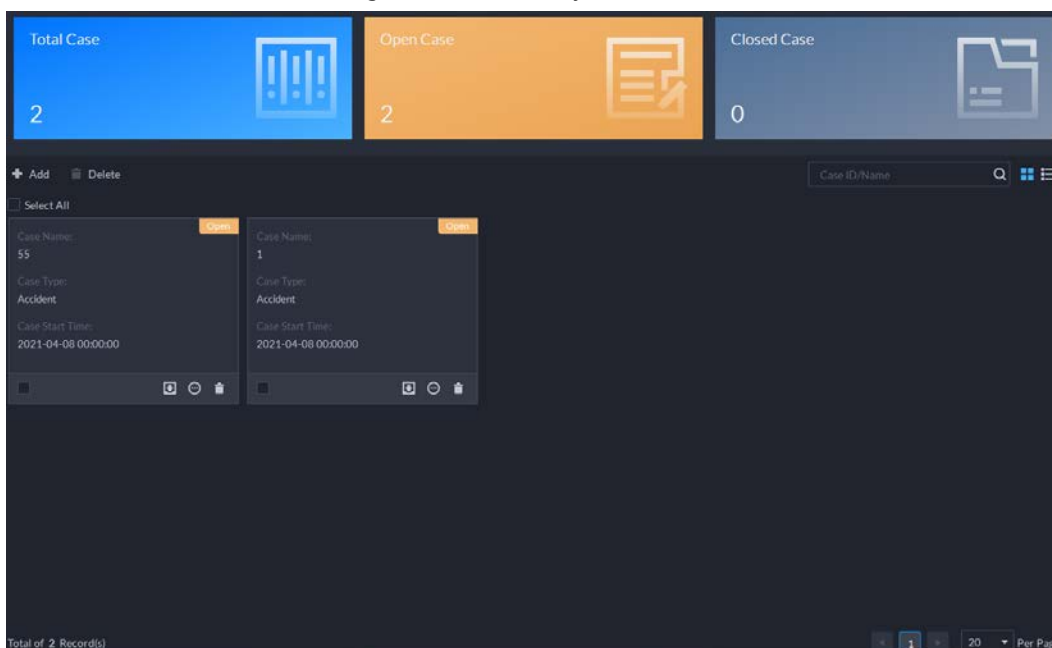 Total Case
Open Case
Closed Case
2
2
0
Add
Delete
Case ID/Name
Select All
Open
Open
Case Name:
Case Name:
55
1
Case Type:
Case Type:
Accident
Accident
Case Start Time:
Case Start Time:
2021-04-08 00:00:00
2021-04-08 00:00:00
Total of 2 Record(s)
1
20
Per Pa